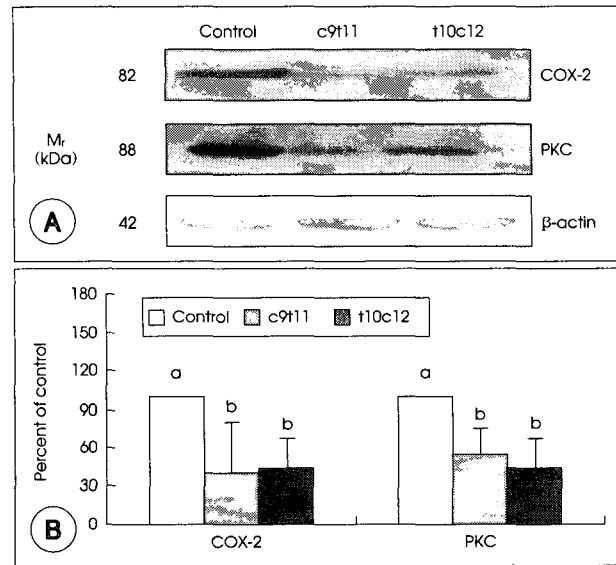 Control c9t11 t10c12
82 COX-2
Mr (kDa) 88 PKC
A 42 β-actin
180
Control c9t11 t10c12
150
120
90
60
30
0
Percent of control
a b b a b b
COX-2 PKC
B